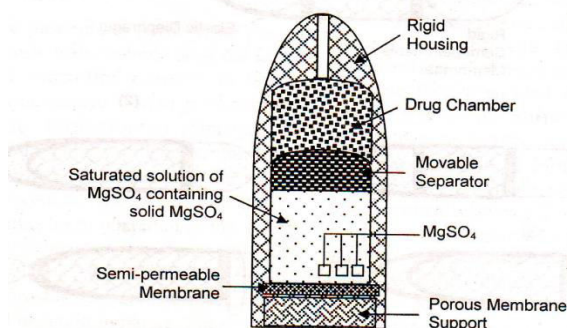 Rigid
Housing
Drug Chamber
Movable
Separator
Saturated solution of
MgSO₄ containing
solid MgSO₄
MgSO₄
Semi-permeable
Membrane
Porous Membrane
Support